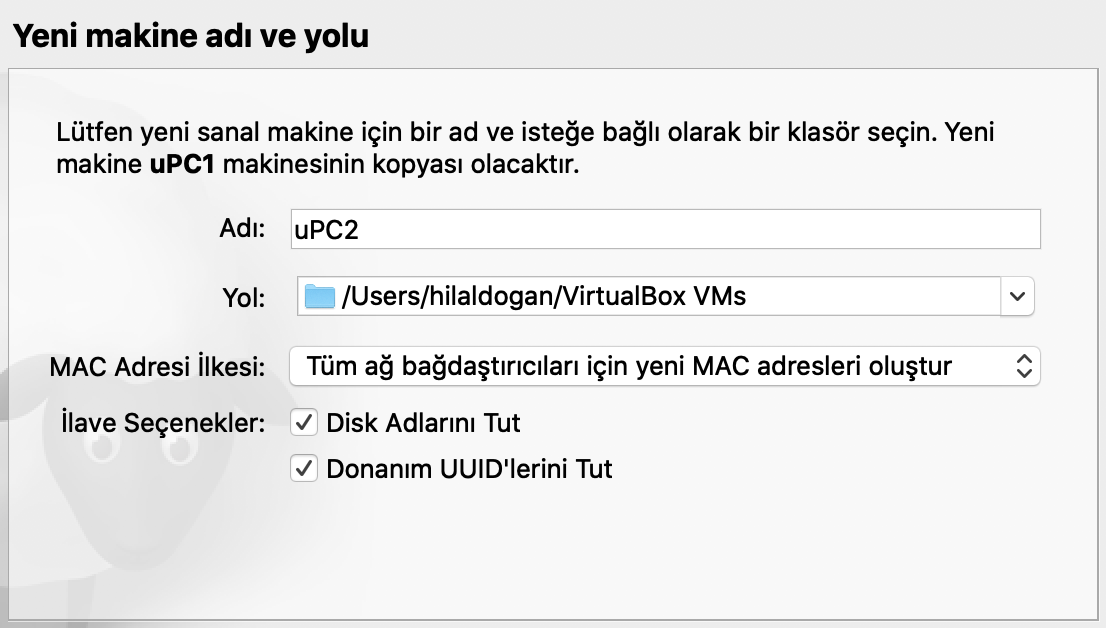 Yeni makine adı ve yolu
Lütfen yeni sanal makine için bir ad ve isteğe bağlı olarak bir klasör seçin. Yeni
makine uPC1 makinesinin kopyası olacaktır.
Adı: uPC2
Yol: /Users/hilaldogan/VirtualBox VMs
MAC Adresi İlkesi: Tüm ağ bağdaştırıcıları için yeni MAC adresleri oluştur
İlave Seçenekler: Disk Adlarını Tut
Donanım UUID'lerini Tut